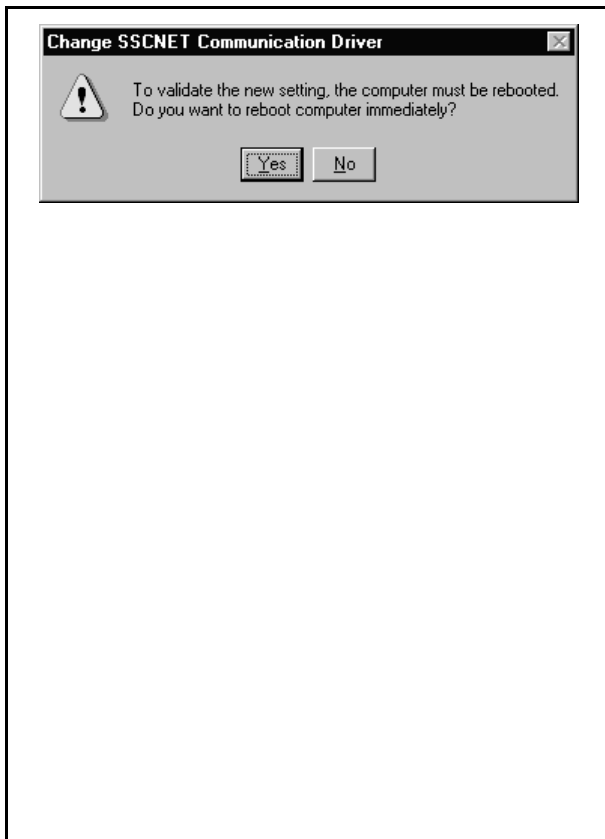 Change SSCNET Communication Driver
To validate the new setting, the computer must be rebooted.
Do you want to reboot computer immediately?
Yes No